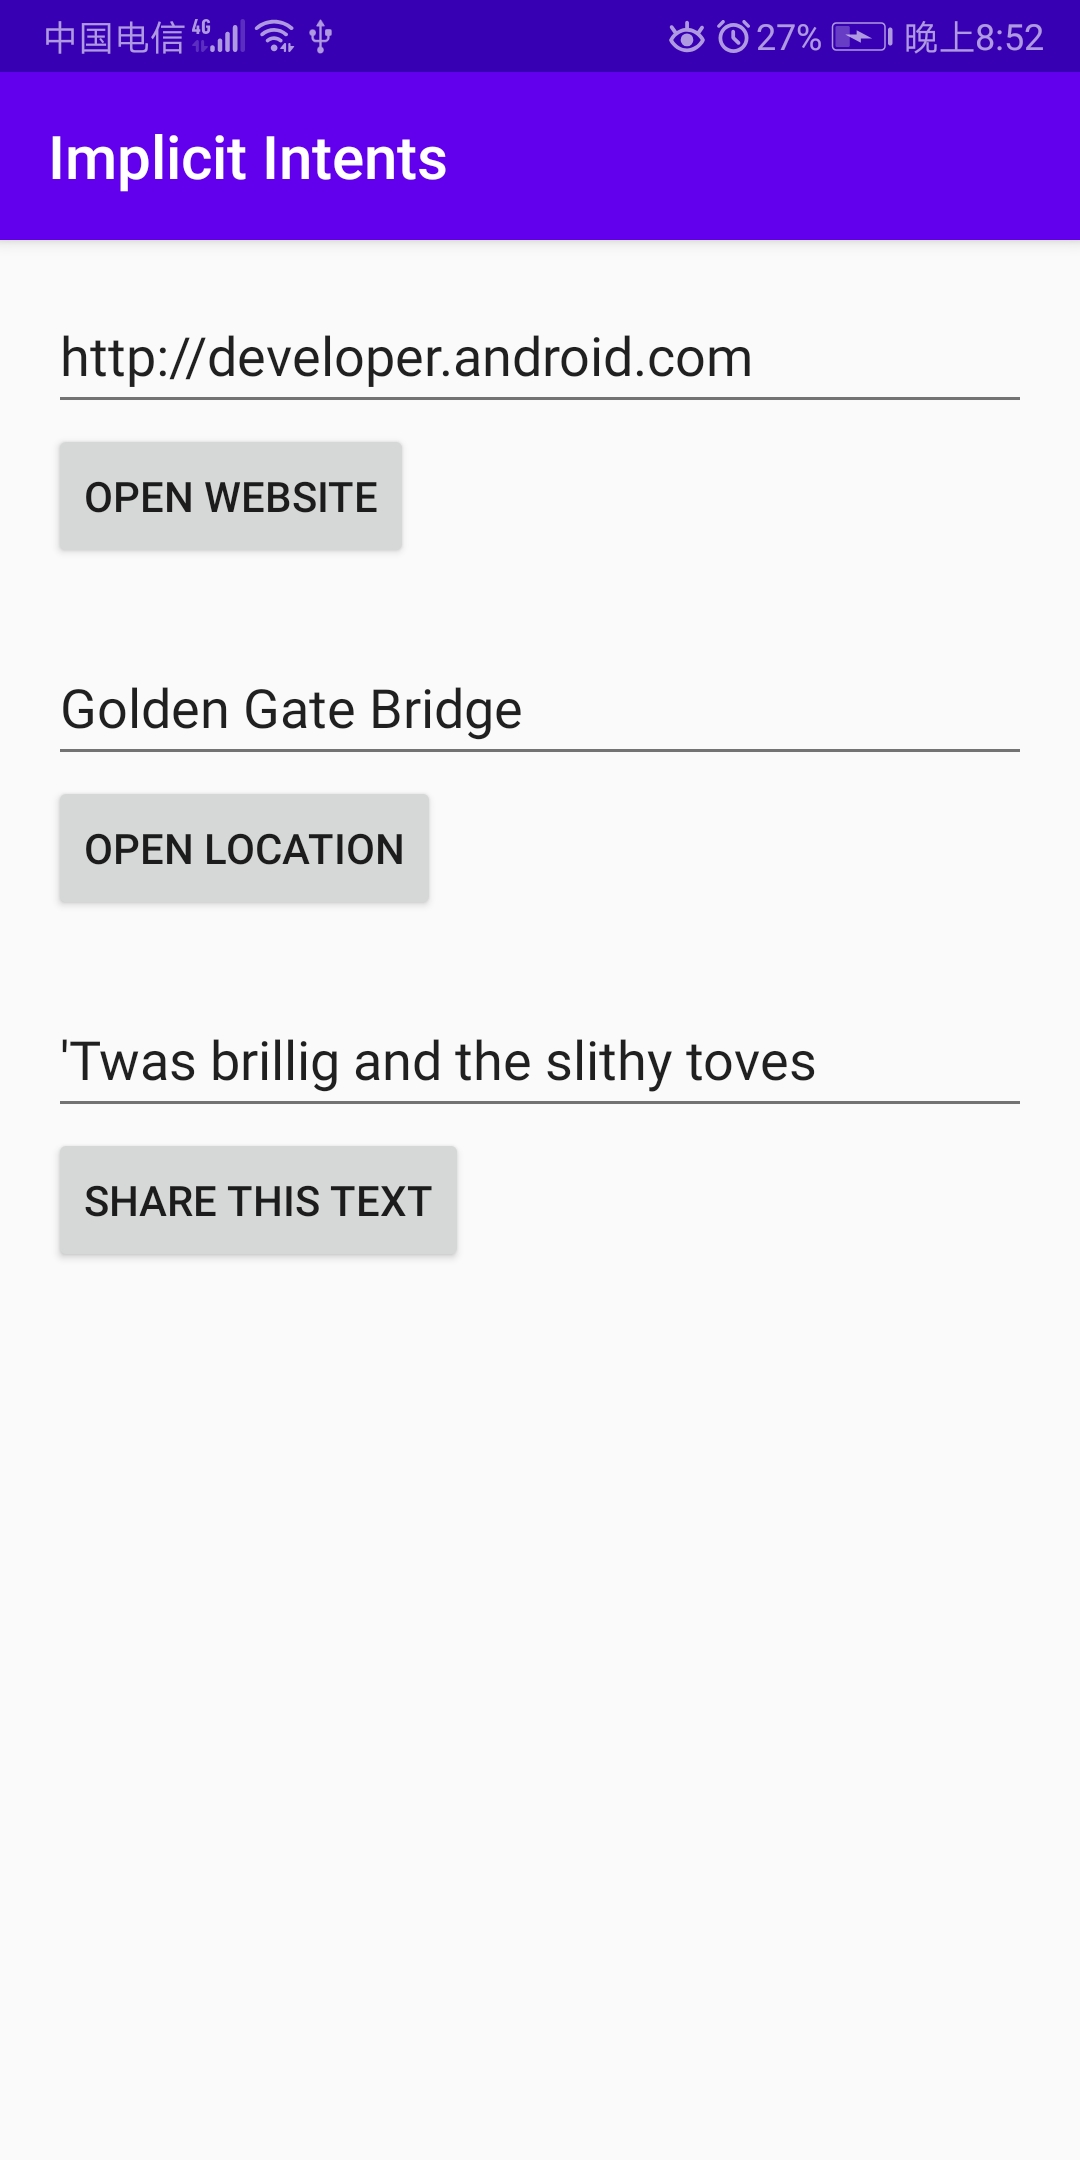 中国电信 4G 27% 晚上8:52
Implicit Intents
http://developer.android.com
OPEN WEBSITE
Golden Gate Bridge
OPEN LOCATION
'Twas brillig and the slithy toves
SHARE THIS TEXT